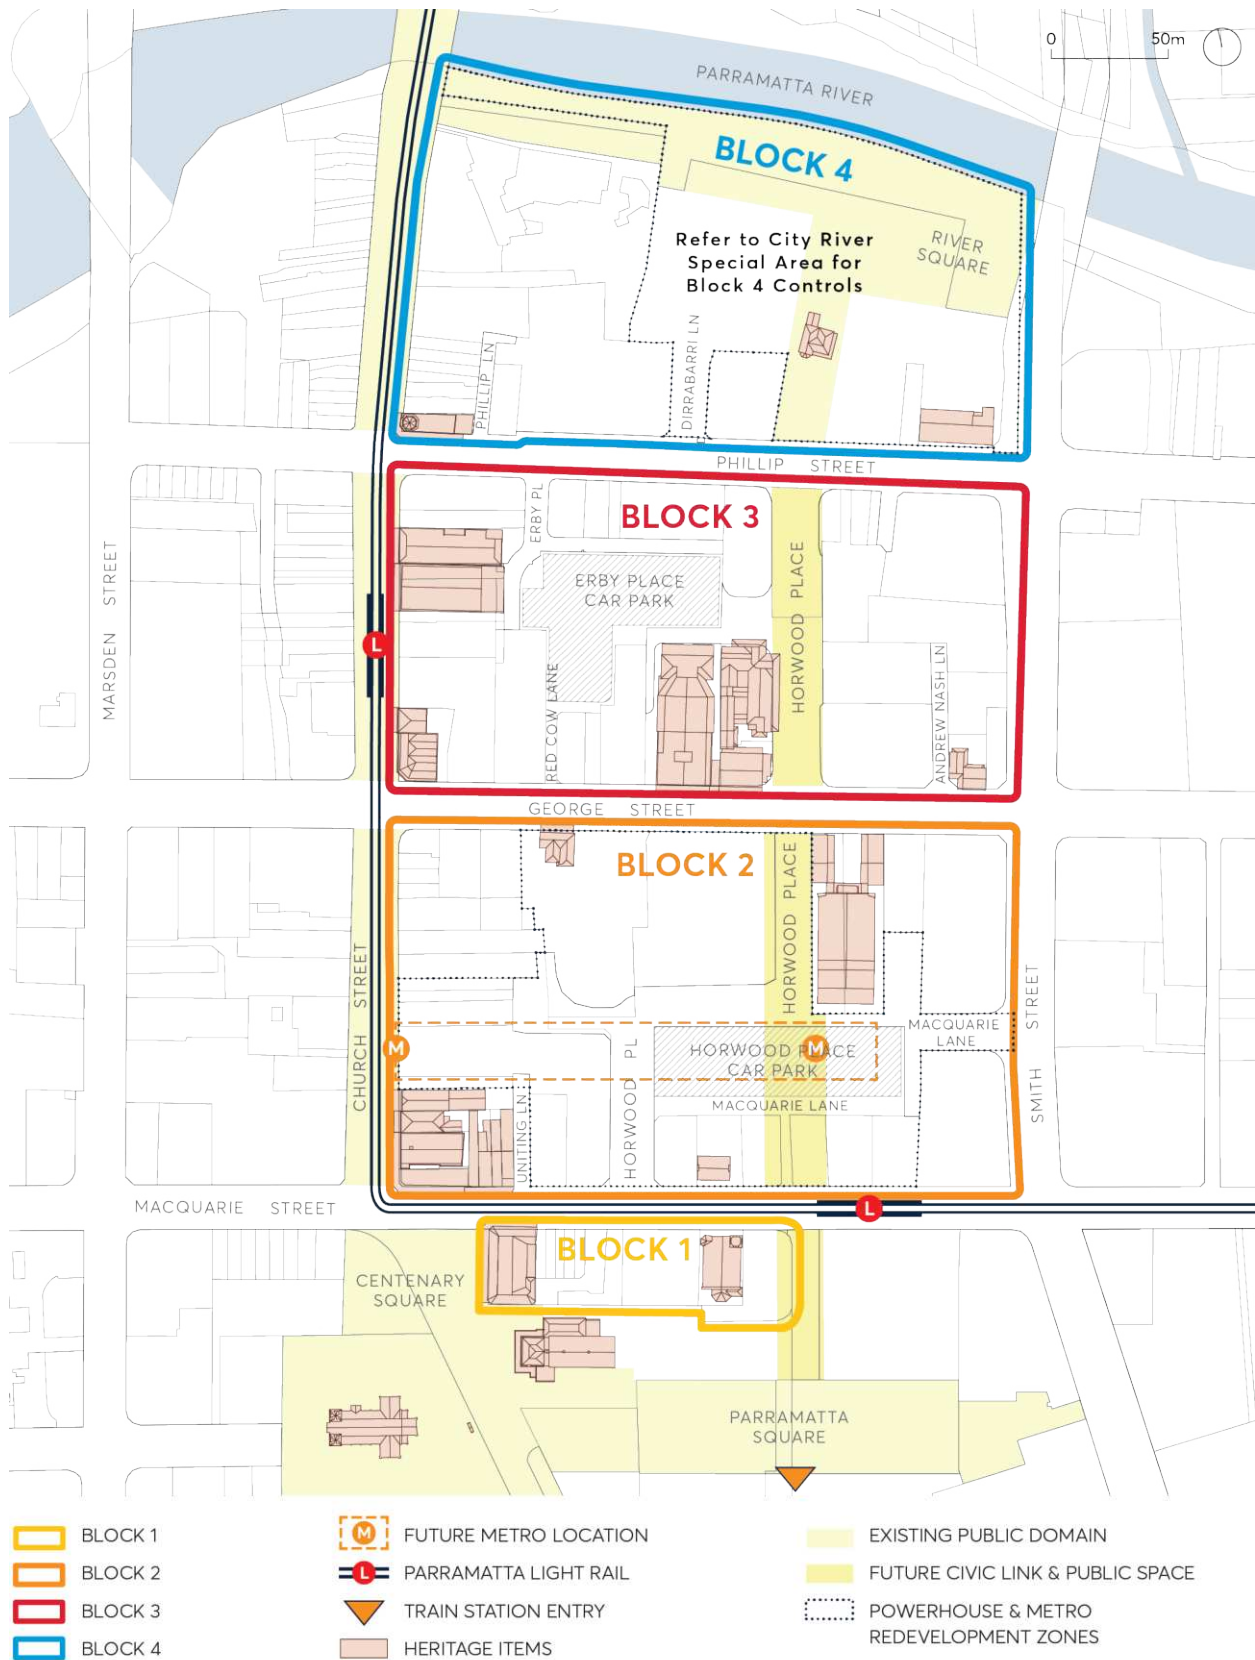 0 50m
PARRAMATTA RIVER
BLOCK 4
Refer to City River
Special Area for
Block 4 Controls
RIVER
SQUARE
PHILLIP LN
DIRRABARRI LN
PHILLIP STREET
BLOCK 3
ERBY PL
ERBY PLACE
CAR PARK
HORWOOD PLACE
MARSDEN STREET
L
RED COW LANE
ANDREW NASH LN
GEORGE STREET
BLOCK 2
HORWOOD PLACE
CHURCH STREET
SMITH STREET
MACQUARIE
LANE
M
HORWOOD PLACE
CAR PARK
M
HORWOOD PL
MACQUARIE LANE
UNITING LN
MACQUARIE STREET
L
BLOCK 1
CENTENARY
SQUARE
PARRAMATTA
SQUARE
BLOCK 1
BLOCK 2
BLOCK 3
BLOCK 4
M FUTURE METRO LOCATION
L PARRAMATTA LIGHT RAIL
TRAIN STATION ENTRY
HERITAGE ITEMS
EXISTING PUBLIC DOMAIN
FUTURE CIVIC LINK & PUBLIC SPACE
POWERHOUSE & METRO
REDEVELOPMENT ZONES